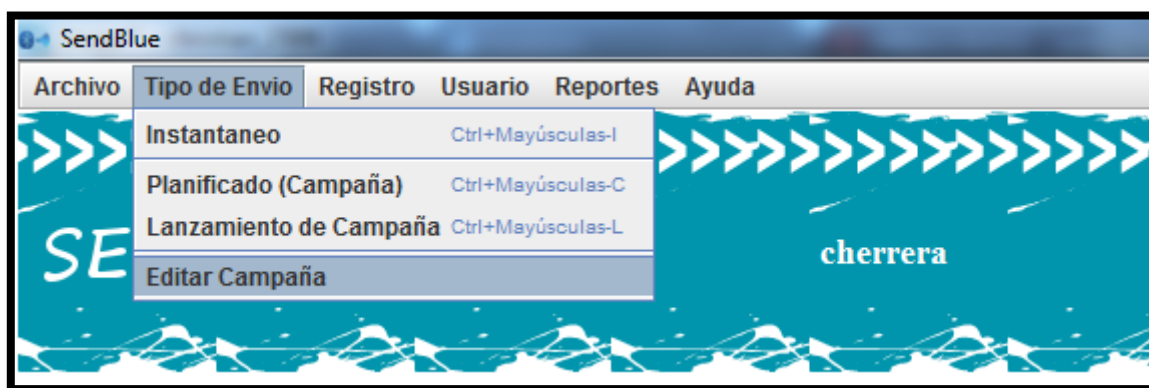 SendBlue
Archivo Tipo de Envio Registro Usuario Reportes Ayuda
Instantaneo Ctrl+Mayúsculas-I
Planificado (Campaña) Ctrl+Mayúsculas-C
Lanzamiento de Campaña Ctrl+Mayúsculas-L
SE cherrera
Editar Campaña